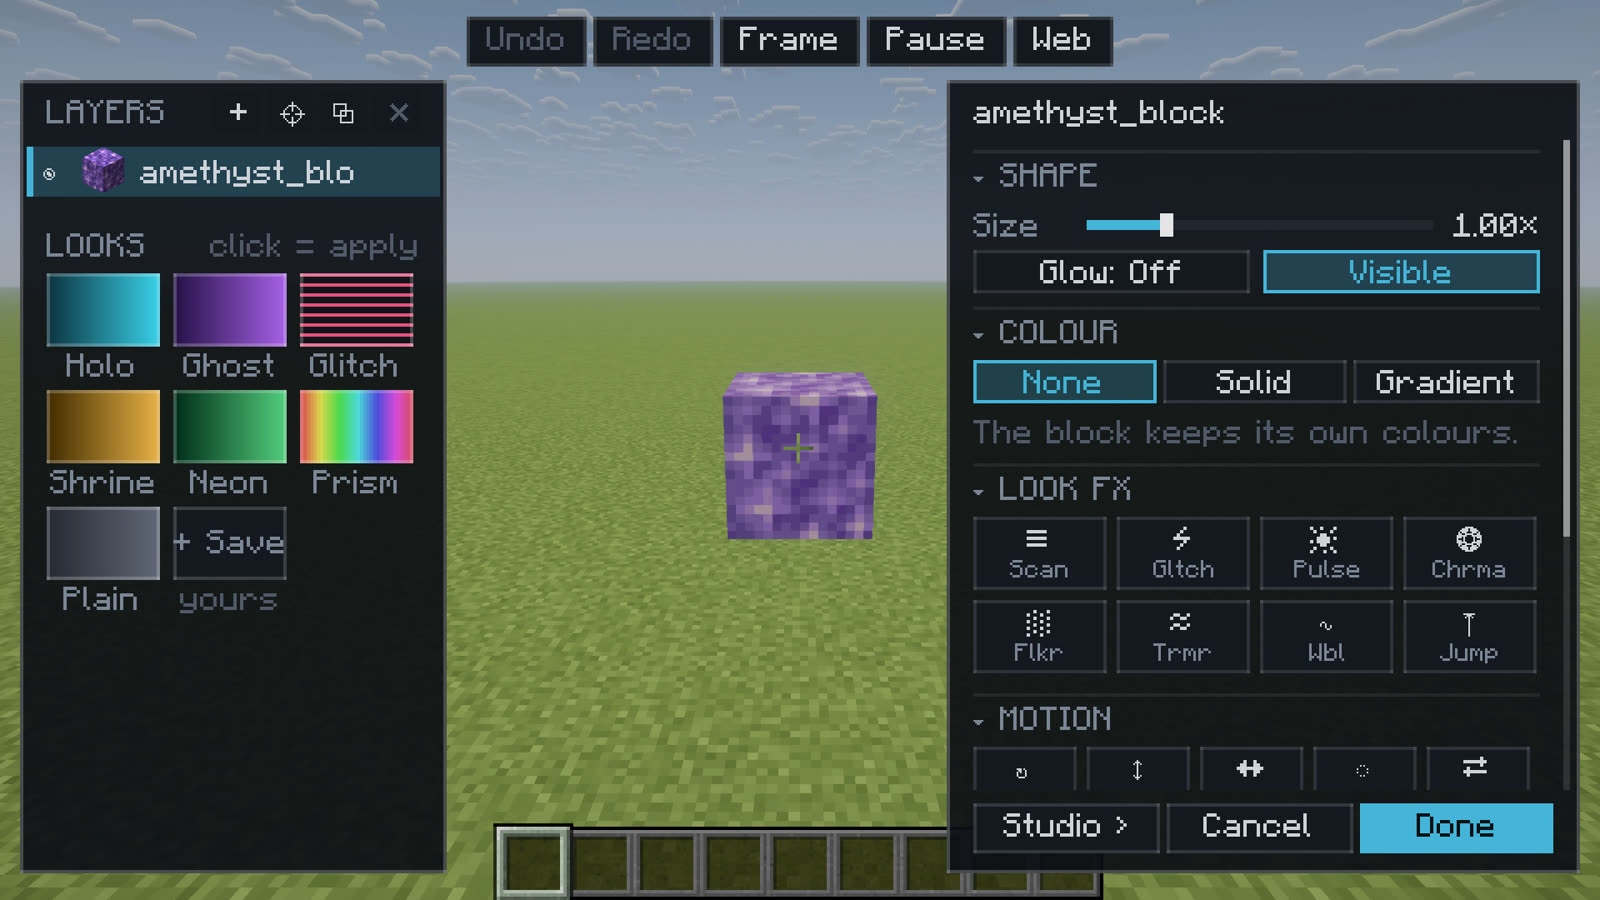 Undo Redo Frame Pause Web
LAYERS
amethyst_blo
LOOKS click = apply
Holo Ghost Glitch
Shrine Neon Prism
+ Save
Plain yours
amethyst_block
SHAPE
Size 1.00x
Glow: Off Visible
COLOUR
None Solid Gradient
The block keeps its own colours.
LOOK FX
Scan Gltch Pulse Chrma
Flkr Trmr Wbl Jump
MOTION
Studio > Cancel Done